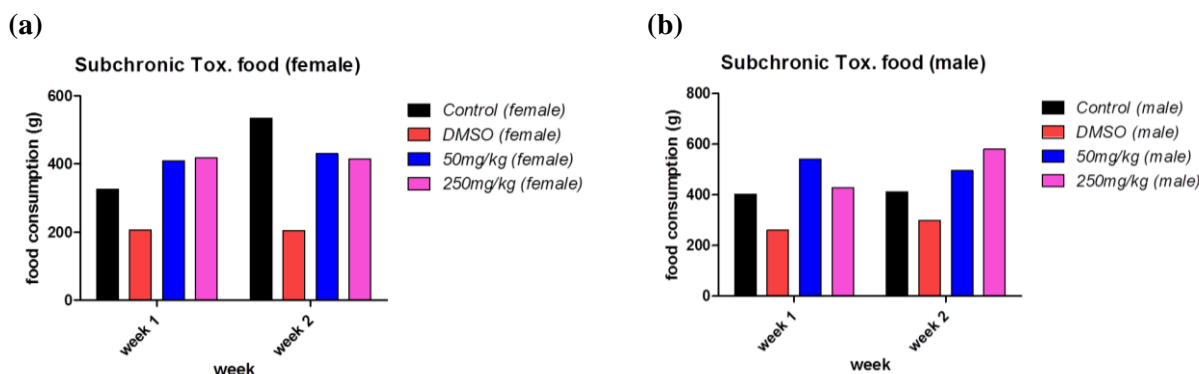 (a)
Subchronic Tox. food (female)
food consumption (g)
600
400
200
0
week 1
week 2
week
Control (female)
DMSO (female)
50mg/kg (female)
250mg/kg (female)
(b)
Subchronic Tox. food (male)
food consumption (g)
800
600
400
200
0
week 1
week 2
week
Control (male)
DMSO (male)
50mg/kg (male)
250mg/kg (male)